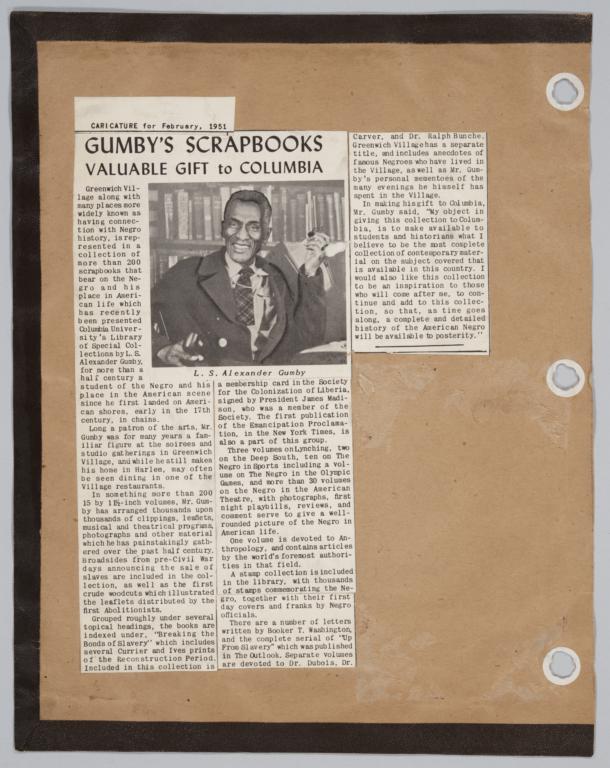 CARICATURE for February, 1951
GUMBY'S SCRAPBOOKS
VALUABLE GIFT to COLUMBIA
Greenwich Vil-
lage along with
many places more
widely known as
having connec-
tion with Negro
history, is rep-
resented in a
collection of
more than 200
scrapbooks that
bear on the Ne-
gro and his
place in Ameri-
can life which
has recently
been presented
Columbia Univer-
sity's Library
of Special Col-
lections by L. S.
Alexander Gumby,
for more than a
half century a
student of the Negro and his
place in the American scene
since he first landed on Ameri-
can shores, early in the 17th
century, in chains.
Long a patron of the arts, Mr.
Gumby was for many years a fam-
iliar figure at the soirees and
studio gatherings in Greenwich
Village, and while he still makes
his home in Harlem, may often
be seen dining in one of the
Village restaurants.
In something more than 200
15 by 11½-inch volumes, Mr. Gum-
by has arranged thousands upon
thousands of clippings, leaflets,
musical and theatrical programs,
photographs and other material
which he has painstakingly gath-
ered over the past half century.
Broadsides from pre-Civil War
days announcing the sale of
slaves are included in the col-
lection, as well as the first
crude woodcuts which illustrated
the leaflets distributed by the
first Abolitionists.
Grouped roughly under several
topical headings, the books are
indexed under, "Breaking the
Bonds of Slavery" which includes
several Currier and Ives prints
of the Reconstruction Period.
Included in this collection is
L. S. Alexander Gumby
a membership card in the Society
for the Colonization of Liberia,
signed by President James Madi-
son, who was a member of the
Society. The first publication
of the Emancipation Proclama-
tion, in the New York Times, is
also a part of this group.
Three volumes on Lynching, two
on the Deep South, ten on The
Negro in Sports including a vol-
ume on The Negro in the Olympic
Games, and more than 30 volumes
on the Negro in the American
Theatre, with photographs, first
night playbills, reviews, and
comment serve to give a well-
rounded picture of the Negro in
American life.
One volume is devoted to An-
thropology, and contains articles
by the world's foremost authori-
ties in that field.
A stamp collection is included
in the library, with thousands
of stamps commemorating the Ne-
gro, together with their first
day covers and franks by Negro
officials.
There are a number of letters
written by Booker T. Washington,
and the complete serial of "Up
From Slavery" which was published
in The Outlook. Separate volumes
are devoted to Dr. Dubois, Dr.
Carver, and Dr. Ralph Bunche.
Greenwich Village has a separate
title, and includes anecdotes of
famous Negroes who have lived in
the Village, as well as Mr. Gum-
by's personal mementoes of the
many evenings he himself has
spent in the Village.
In making his gift to Columbia,
Mr. Gumby said, "My object in
giving this collection to Colum-
bia, is to make available to
students and historians what I
believe to be the most complete
collection of contemporary mater-
ial on the subject covered that
is available in this country. I
would also like this collection
to be an inspiration to those
who will come after me, to con-
tinue and add to this collec-
tion, so that, as time goes
along, a complete and detailed
history of the American Negro
will be available to posterity."